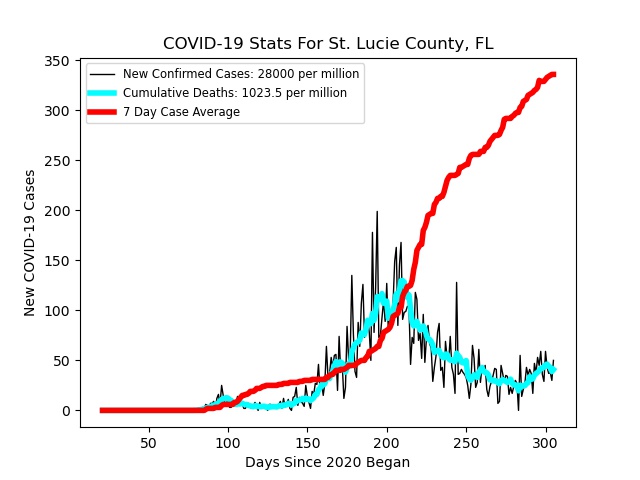 COVID-19 Stats For St. Lucie County, FL
New Confirmed Cases: 28000 per million
Cumulative Deaths: 1023.5 per million
7 Day Case Average
New COVID-19 Cases
350
300
250
200
150
100
50
0
50 100 150 200 250 300
Days Since 2020 Began